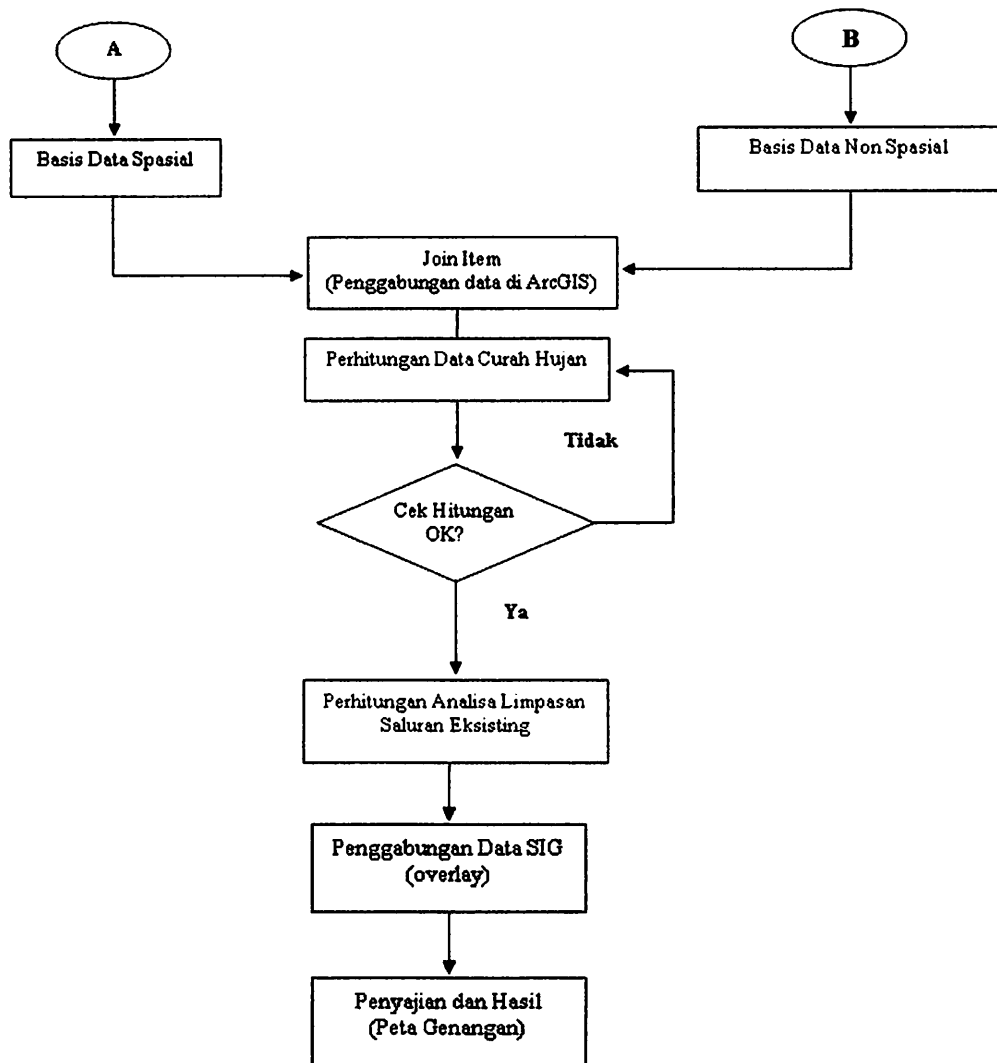 A
B
Basis Data Spasial
Basis Data Non Spasial
Join Item
(Penggabungan data di ArcGIS)
Perhitungan Data Curah Hujan
Tidak
Cek Hitungan
OK?
Ya
Perhitungan Analisa Limpasan
Saluran Eksisting
Penggabungan Data SIG
(overlay)
Penyajian dan Hasil
(Peta Genangan)